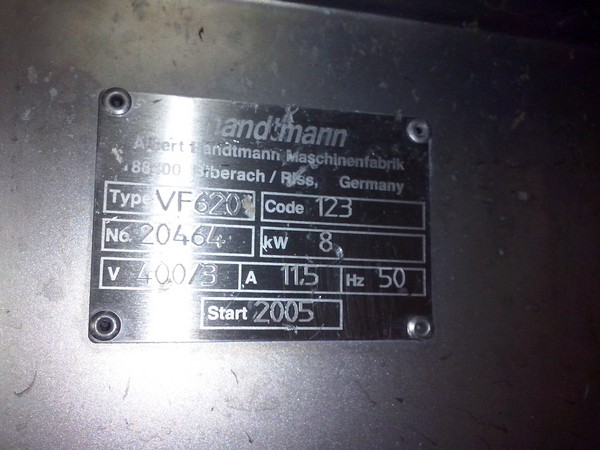 handtmann
Albert Handtmann Maschinenfabrik
88400 Biberach / Riss, Germany
Type VF620 Code 123
No. 20464 kW 8
V 400/3 A 11,5 Hz 50
Start 2005